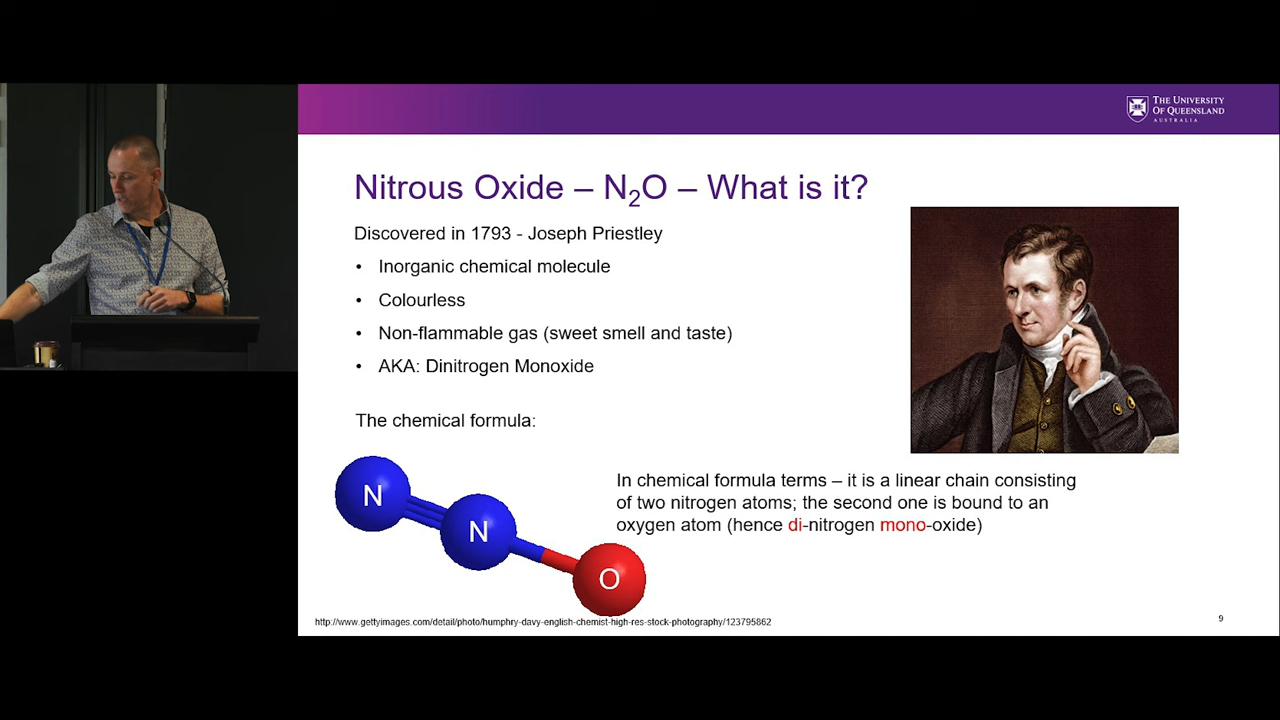 THE UNIVERSITY
OF QUEENSLAND
AUSTRALIA
Nitrous Oxide – N₂O – What is it?
Discovered in 1793 - Joseph Priestley
• Inorganic chemical molecule
• Colourless
• Non-flammable gas (sweet smell and taste)
• AKA: Dinitrogen Monoxide
The chemical formula:
N
N
O
In chemical formula terms – it is a linear chain consisting
of two nitrogen atoms; the second one is bound to an
oxygen atom (hence di-nitrogen mono-oxide)
http://www.gettyimages.com/detail/photo/humphry-davy-english-chemist-high-res-stock-photography/123795862
9